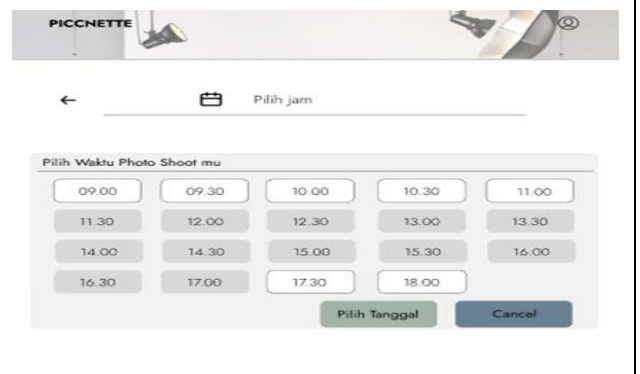 PICCNETTE
Pilih jam
Pilih Waktu Photo Shoot mu
09.00 09.30 10.00 10.30 11.00
11.30 12.00 12.30 13.00 13.30
14.00 14.30 15.00 15.30 16.00
16.30 17.00 17.30 18.00
Pilih Tanggal Cancel